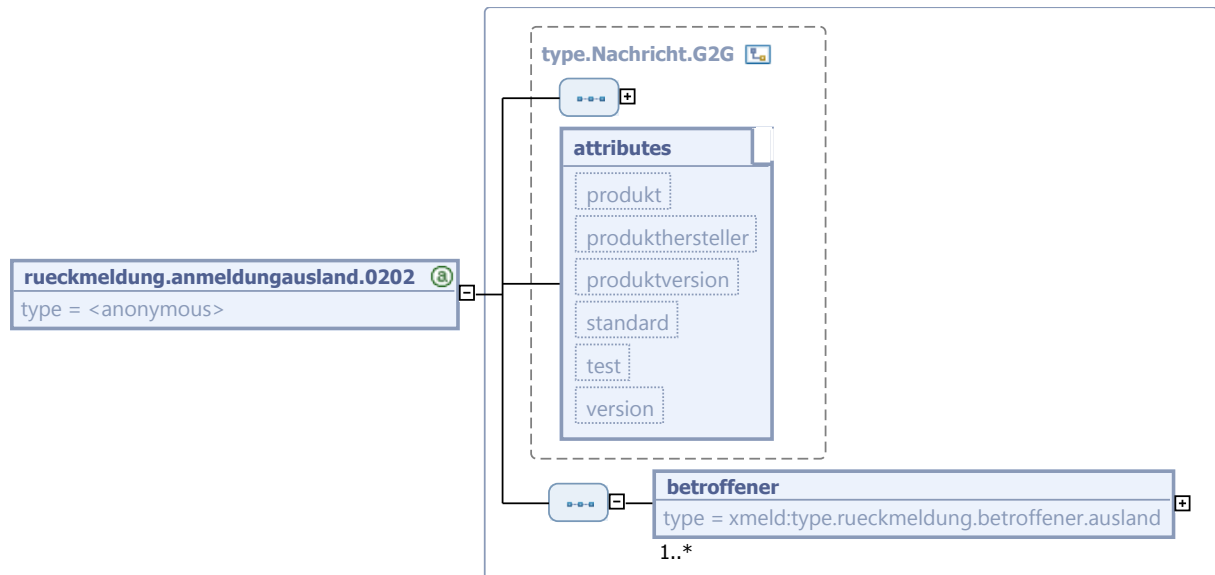 type.Nachricht.G2G
attributes
produkt
produkthersteller
produktversion
standard
test
version
rueckmeldung.anmeldungausland.0202
type = <anonymous>
betroffener
type = xmeld:type.rueckmeldung.betroffener.ausland
1..*